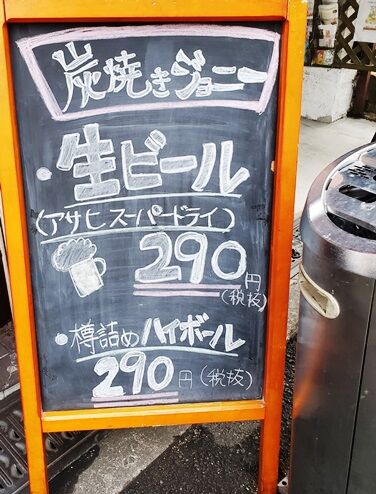 炭焼きジョニー
・生ビール
(アサヒスーパードライ)
290円
(税抜)
・樽詰めハイボール
290円(税抜)